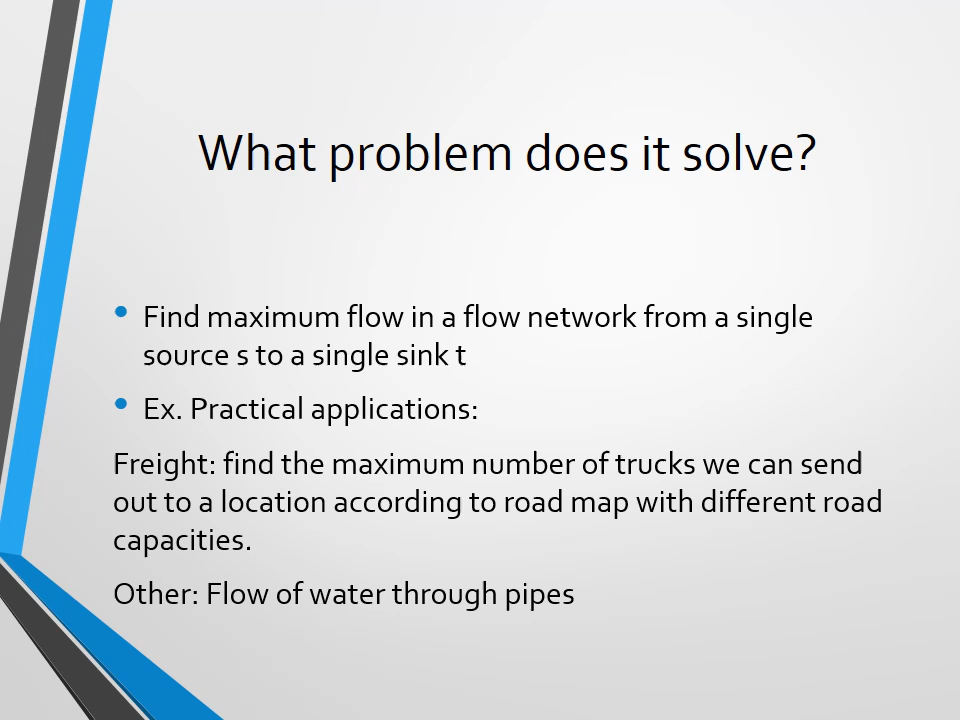 What problem does it solve?
• Find maximum flow in a flow network from a single
source s to a single sink t
• Ex. Practical applications:
Freight: find the maximum number of trucks we can send
out to a location according to road map with different road
capacities.
Other: Flow of water through pipes